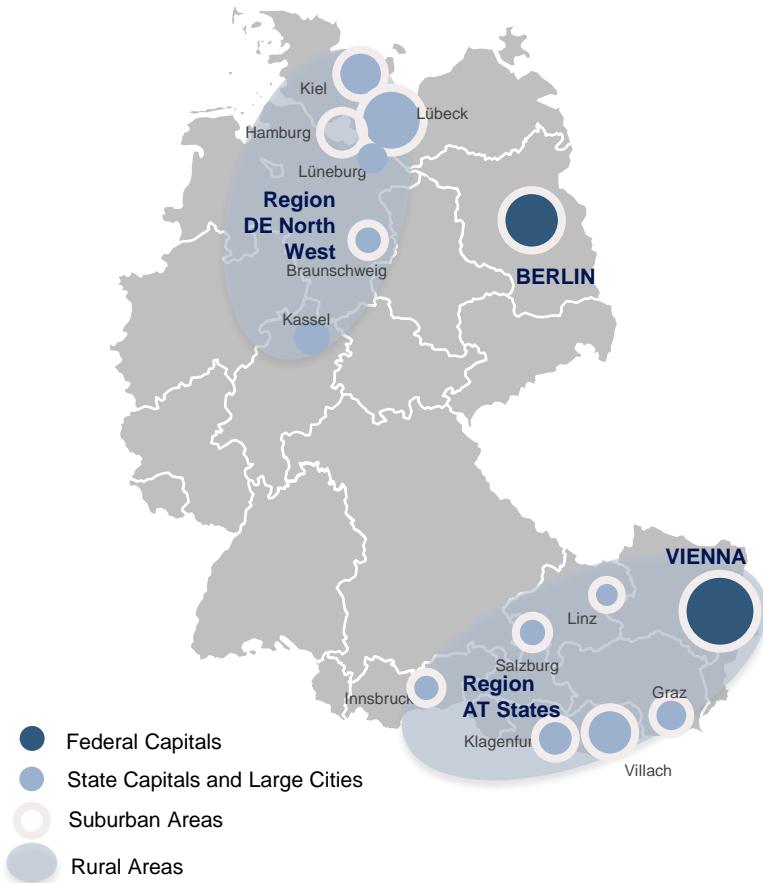 Kiel
Lübeck
Hamburg
Lüneburg
Region
DE North
West
Braunschweig
BERLIN
Kassel
VIENNA
Linz
Salzburg
Innsbruck
Region
AT States
Graz
Klagenfur
Villach
Federal Capitals
State Capitals and Large Cities
Suburban Areas
Rural Areas